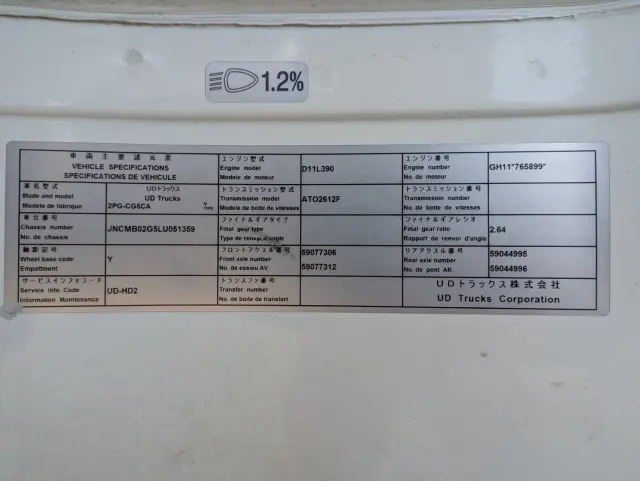 1.2%
車両主要諸元表
VEHICLE SPECIFICATIONS
SPECIFICATIONS DE VEHICULE
エンジン型式
Engine model
Modele de moteur
D11L390
エンジン番号
Engine number
No. de moteur
GH11*765899*
車名型式
Made and model
Modele de fabrique
UDトラックス
UD Trucks
2PG-CG5CA
トランスミッション型式
Transmission model
Modele de boite de vitesses
ATO2612F
トランスミッション番号
Transmission number
No. de boite de vitesses
車台番号
Chassis number
No. de chassis
JNCMB02G5LU051359
ファイナルギアタイプ
Final gear type
Type de renvoi d'angle
ファイナルギアレシオ
Final gear ratio
Rapport de renvoi d'angle
2.64
軸距記号
Wheel base code
Empattment
Y
フロントアクスル番号
Front axle number
No. de essieu AV
59077306
59077312
リアアクスル番号
Rear axle number
No. de pont AR.
59044995
59044996
サービスインフォコード
Service Info Code
Information Maintenance
UD-HD2
トランスファ番号
Transfer number
No. de boite de transfert
UDトラックス株式会社
UD Trucks Corporation